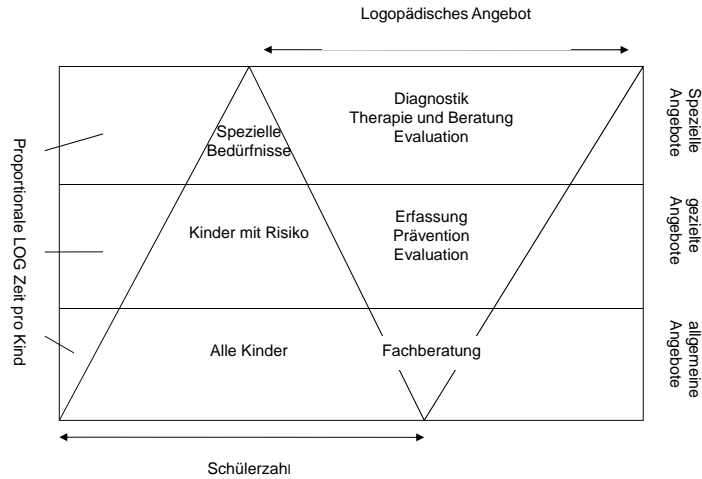 Logopädisches Angebot
Diagnostik
Therapie und Beratung
Evaluation
Spezielle
Bedürfnisse
Spezielle
Angebote
Proportionale LOG Zeit pro Kind
Kinder mit Risiko
Erfassung
Prävention
Evaluation
gezielte
Angebote
Alle Kinder
Fachberatung
allgemeine
Angebote
Schülerzahl